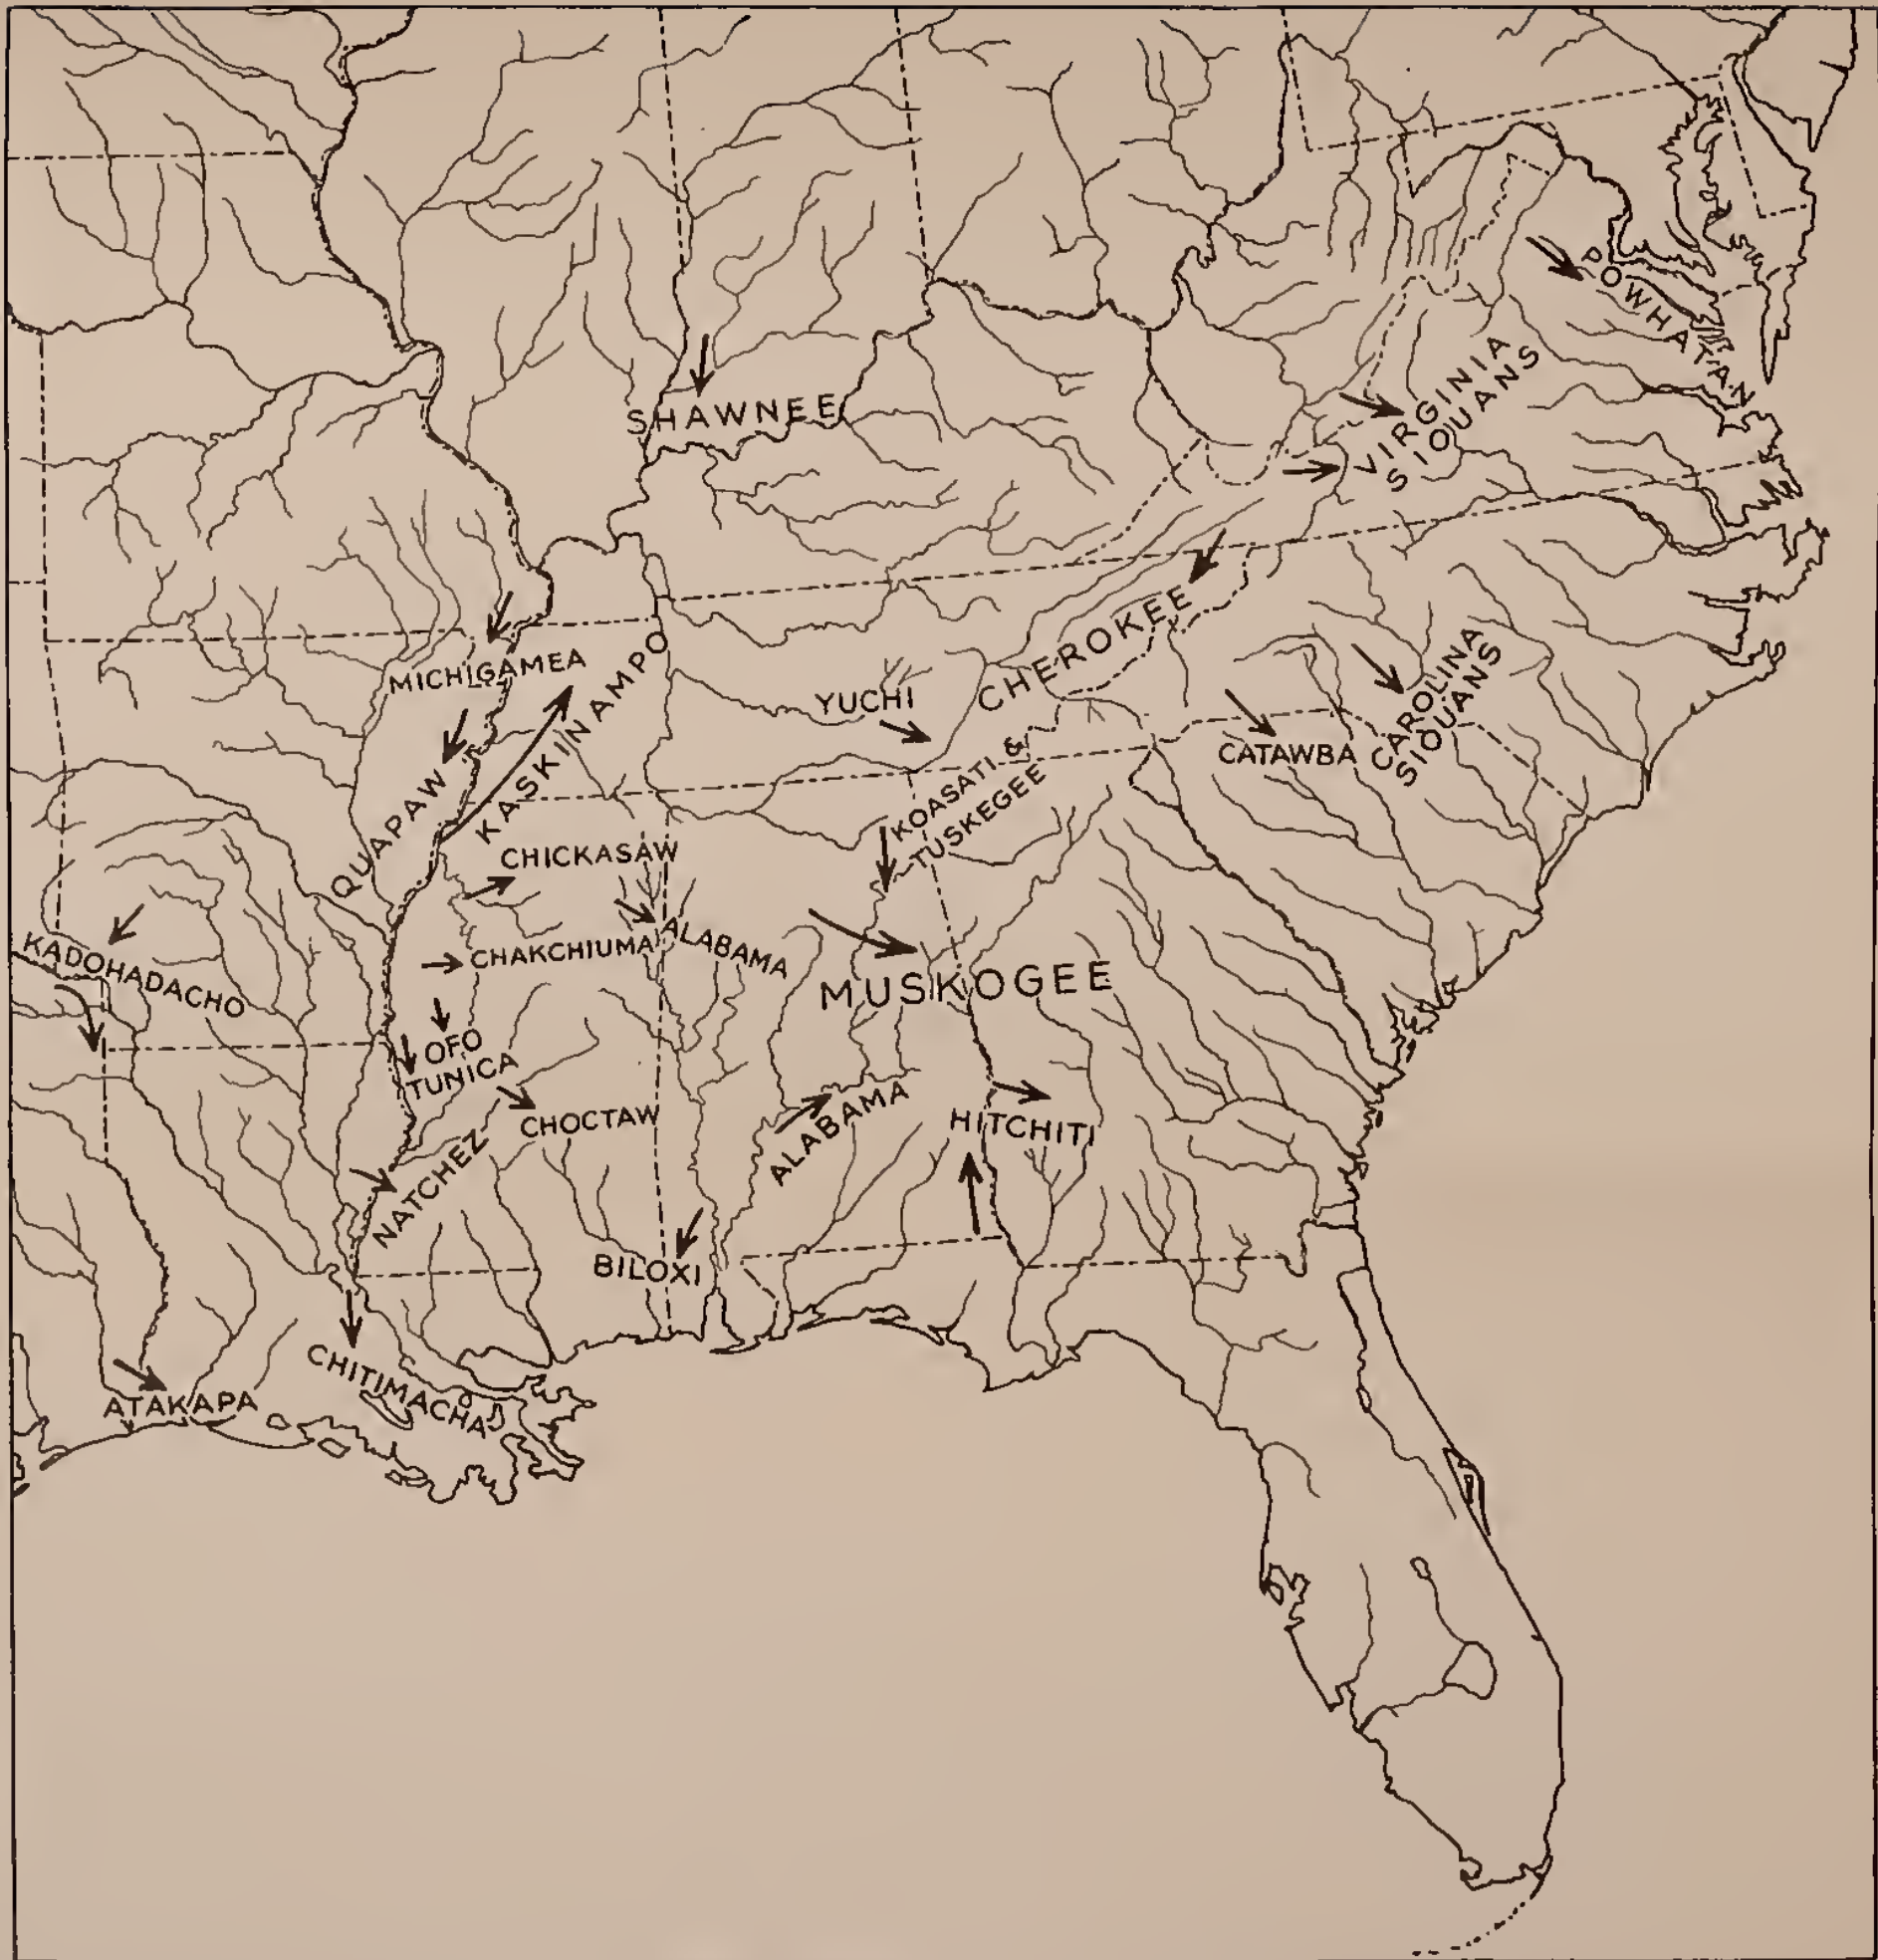 POWHATAN
VIRGINIA
SIOUANS
SHAWNEE
CHEROKEE
MICHIGAMEA
KASKINAMPO
YUCHI
CAROLINA
SIOUANS
CATAWBA
KOASATI &
TUSKEGEE
QUAPAW
CHICKASAW
KADOHADACHO
CHAKCHIUMA
ALABAMA
MUSKOGEE
OFO
TUNICA
CHOCTAW
ALABAMA
HITCHITI
NATCHEZ
BILOXI
CHITIMACHA
ATAKAPA